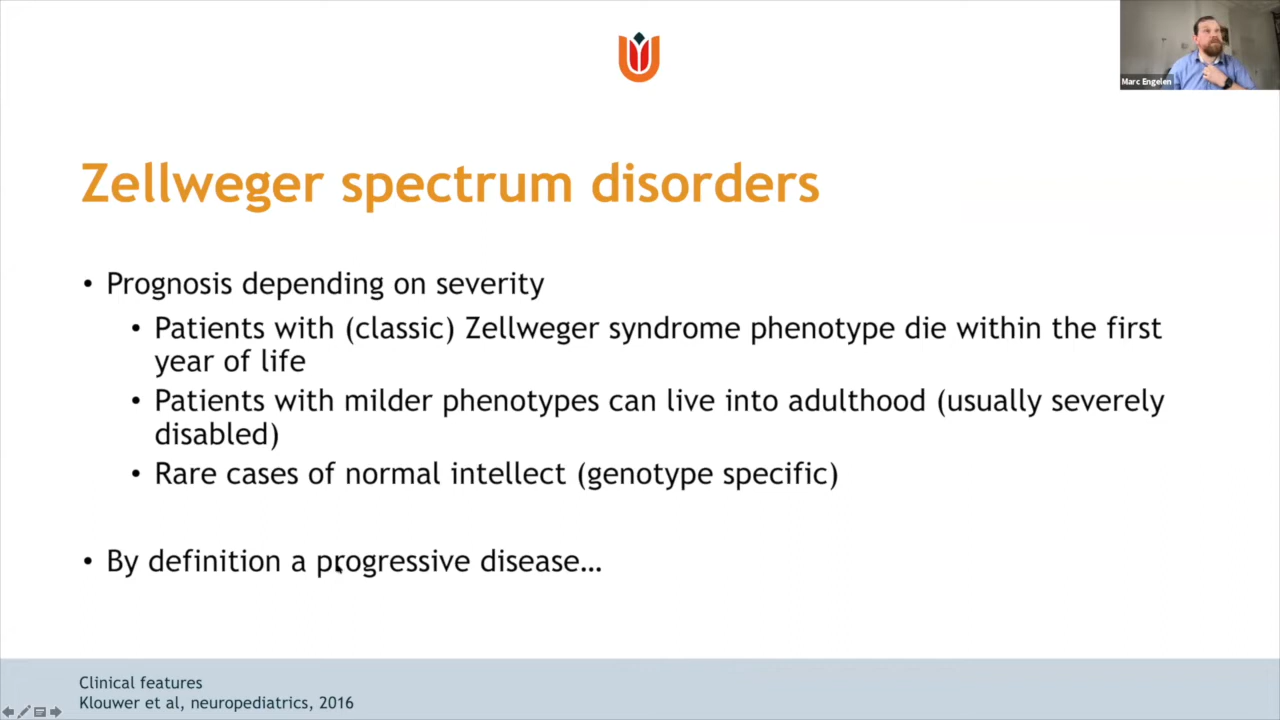 Marc Engelen
Zellweger spectrum disorders
• Prognosis depending on severity
• Patients with (classic) Zellweger syndrome phenotype die within the first
year of life
• Patients with milder phenotypes can live into adulthood (usually severely
disabled)
• Rare cases of normal intellect (genotype specific)
• By definition a progressive disease…
Clinical features
Klouwer et al, neuropediatrics, 2016